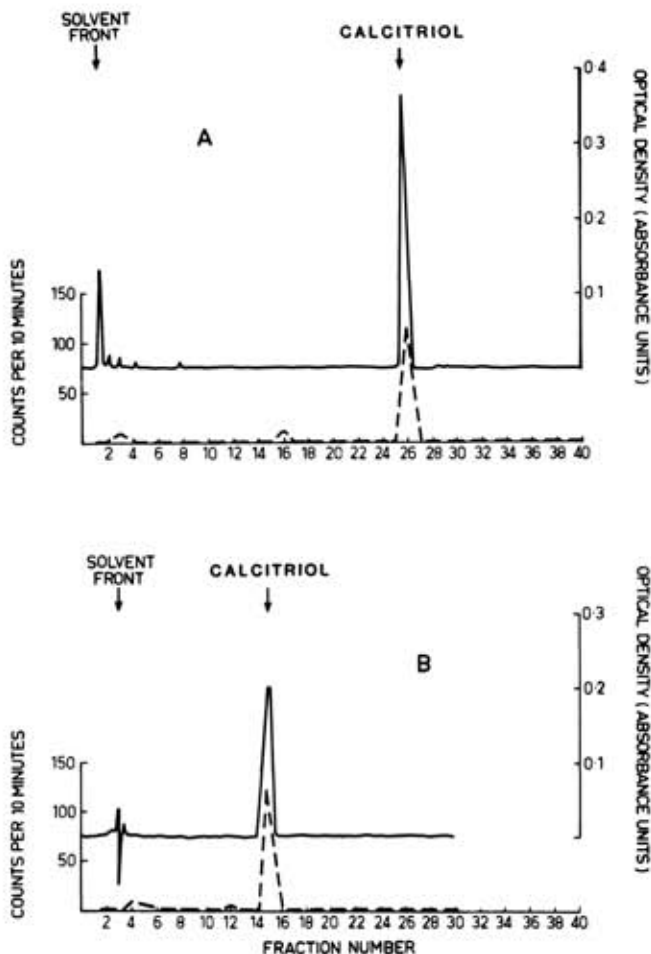 SOLVENT
FRONT
CALCITRIOL
A
0·4
0·3
0·2
0·1
OPTICAL DENSITY (ABSORBANCE UNITS)
150
100
50
COUNTS PER 10 MINUTES
2 4 6 8 10 12 14 16 18 20 22 24 26 28 30 32 34 36 38 40
SOLVENT
FRONT
CALCITRIOL
B
0·3
0·2
0·1
OPTICAL DENSITY (ABSORBANCE UNITS)
150
100
50
COUNTS PER 10 MINUTES
2 4 6 8 10 12 14 16 18 20 22 24 26 28 30 32 34 36 38 40
FRACTION NUMBER